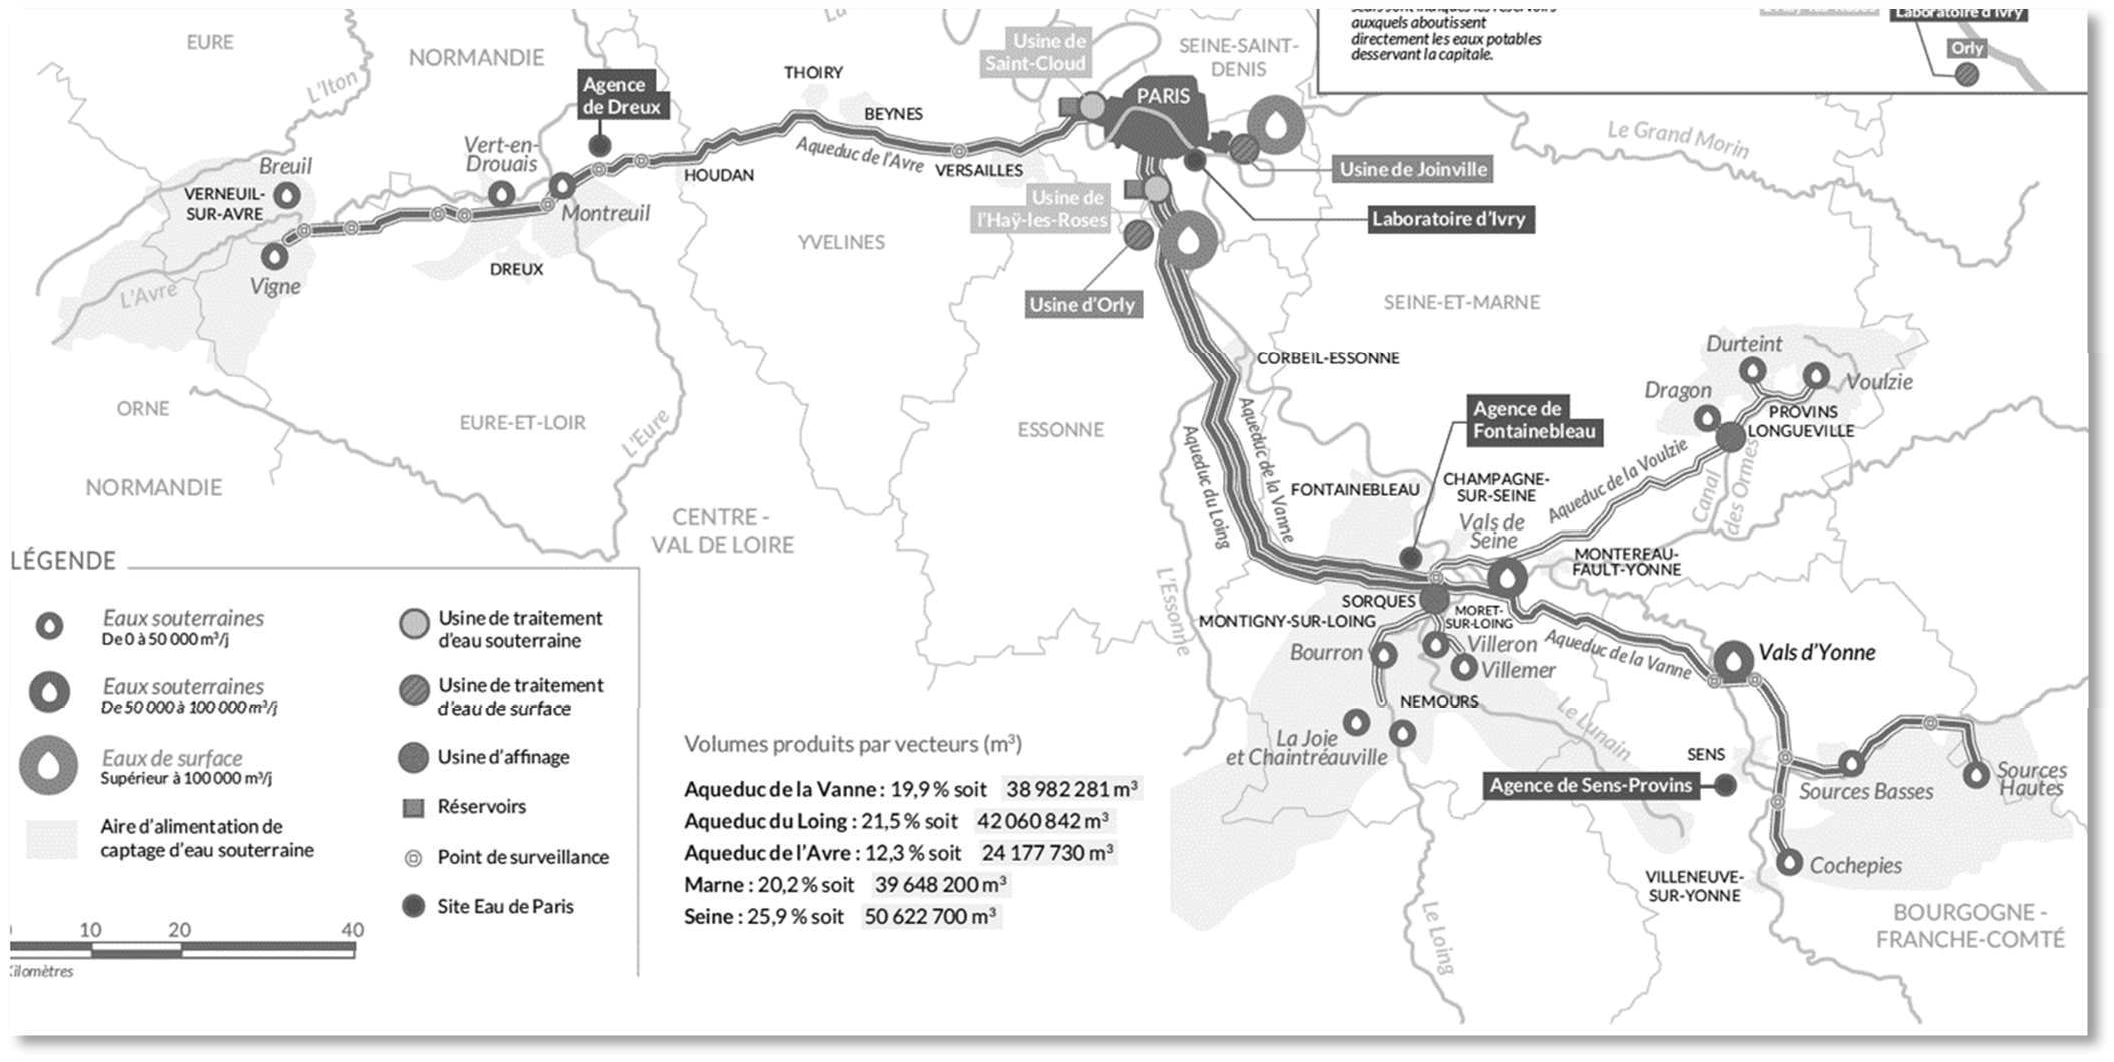 seurs sont indiqués les réservoirs
auxquels aboutissent
directement les eaux potables
desservant la capitale.
Laboratoire d'Ivry
Orly
EURE
NORMANDIE
L'Iton
Agence
de Dreux
THOIRY
BEYNES
Usine de
Saint-Cloud
SEINE-SAINT-
DENIS
PARIS
Le Grand Morin
Vert-en-
Drouais
Breuil
VERNEUIL-
SUR-AVRE
Aqueduc de l'Avre
VERSAILLES
HOUDAN
Usine de Joinville
Usine de
l'Haÿ-les-Roses
Laboratoire d'Ivry
Montreuil
YVELINES
DREUX
Vigne
L'Avre
Usine d'Orly
SEINE-ET-MARNE
CORBEIL-ESSONNE
Durteint
Voulzie
Dragon
PROVINS
LONGUEVILLE
ORNE
EURE-ET-LOIR
L'Eure
ESSONNE
Agence de
Fontainebleau
Aqueduc de la Vanne
Aqueduc du Loing
Aqueduc de la Voulzie
Canal
des Ormes
NORMANDIE
CENTRE -
VAL DE LOIRE
FONTAINEBLEAU
CHAMPAGNE-
SUR-SEINE
Vals de
Seine
MONTEREAU-
FAULT-YONNE
L'Essonne
SORQUES
MONTIGNY-SUR-LOING
MORET-
SUR-LOING
Bourron
Villeron
Villemer
Aqueduc de la Vanne
Vals d'Yonne
NEMOURS
Le Lunain
La Joie
et Chaintréauville
SENS
Agence de Sens-Provins
Sources Basses
Sources
Hautes
Cochepies
VILLENEUVE-
SUR-YONNE
Le Loing
BOURGOGNE -
FRANCHE-COMTÉ
LÉGENDE
Eaux souterraines
De 0 à 50 000 m³/j
Eaux souterraines
De 50 000 à 100 000 m³/j
Eaux de surface
Supérieur à 100 000 m³/j
Aire d'alimentation de
captage d'eau souterraine
Usine de traitement
d'eau souterraine
Usine de traitement
d'eau de surface
Usine d'affinage
Réservoirs
Point de surveillance
Site Eau de Paris
10 20 40
Kilomètres
Volumes produits par vecteurs (m³)
Aqueduc de la Vanne : 19,9 % soit 38 982 281 m³
Aqueduc du Loing : 21,5 % soit 42 060 842 m³
Aqueduc de l'Avre : 12,3 % soit 24 177 730 m³
Marne : 20,2 % soit 39 648 200 m³
Seine : 25,9 % soit 50 622 700 m³